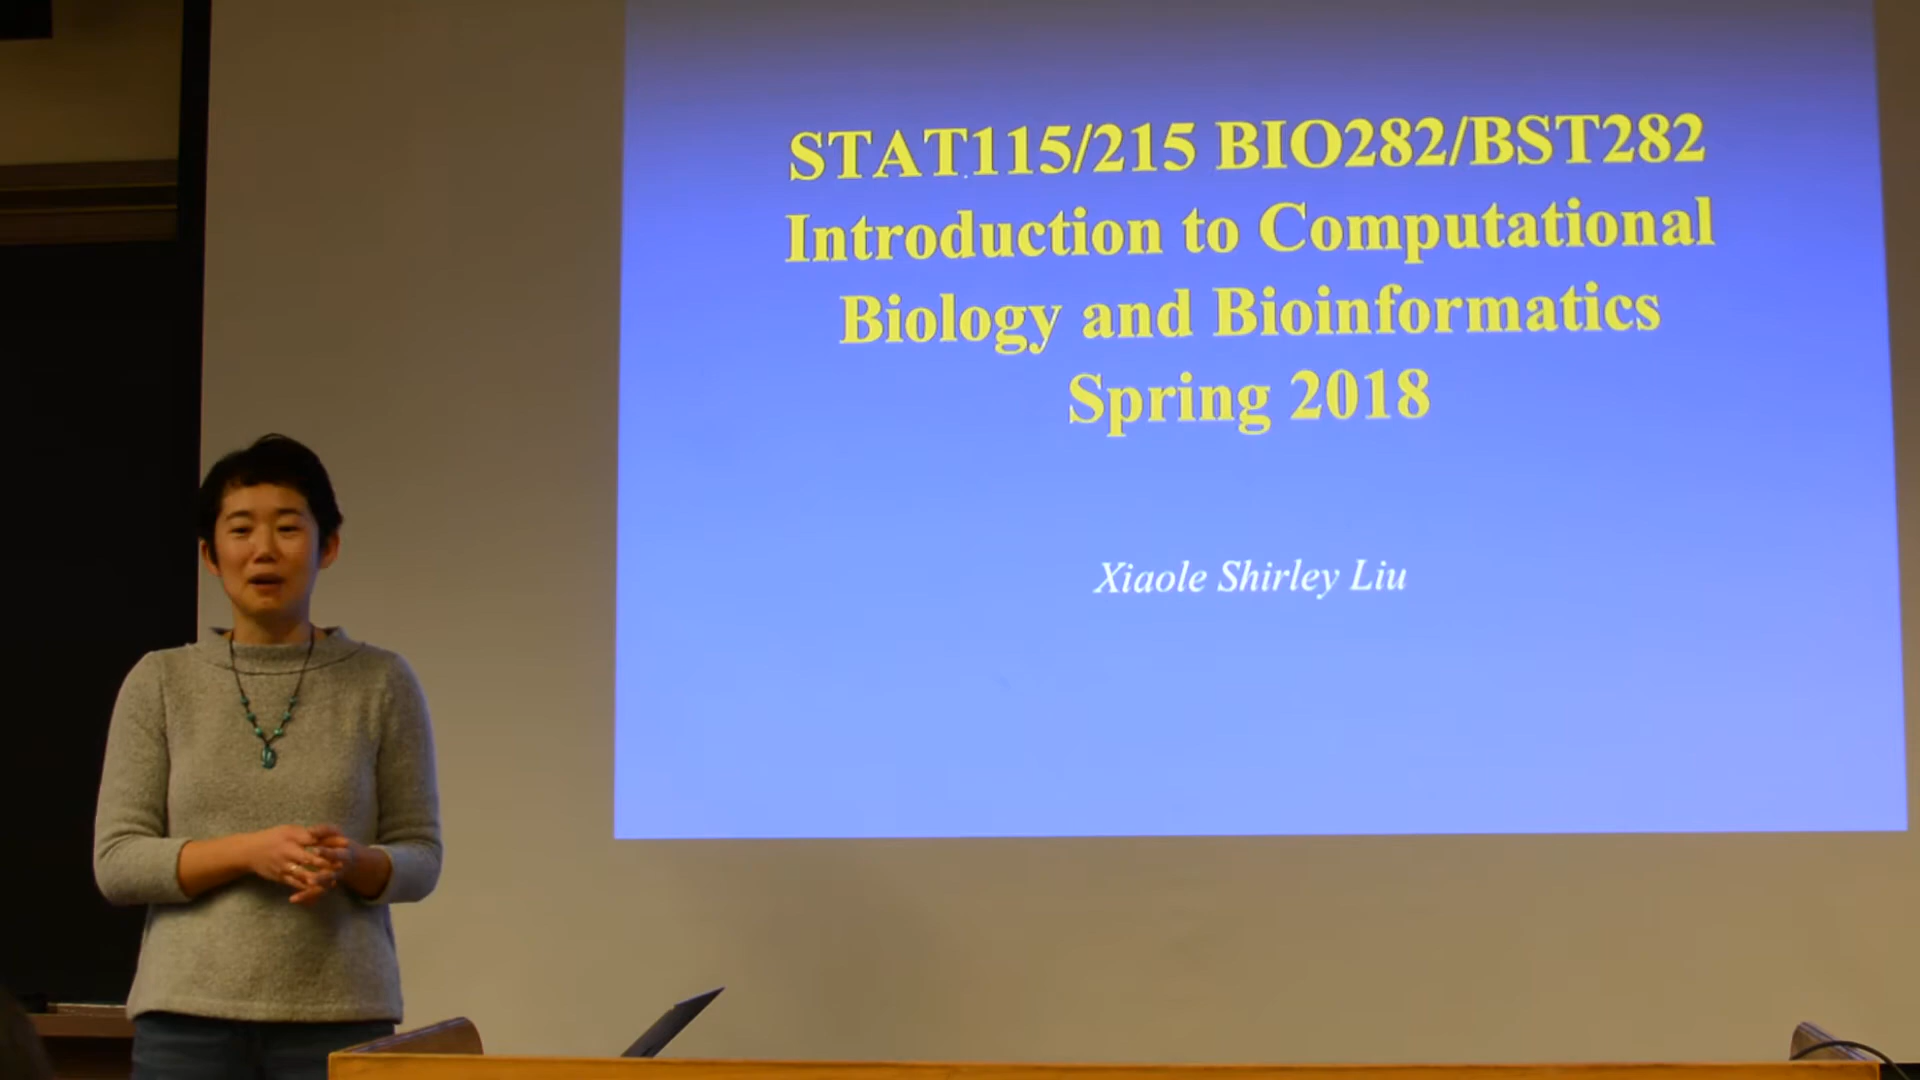 STAT115/215 BIO282/BST282
Introduction to Computational
Biology and Bioinformatics
Spring 2018
Xiaole Shirley Liu